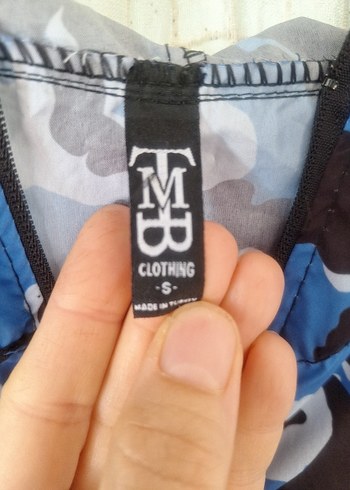 TMB
CLOTHING
-S-
MADE IN TURKEY